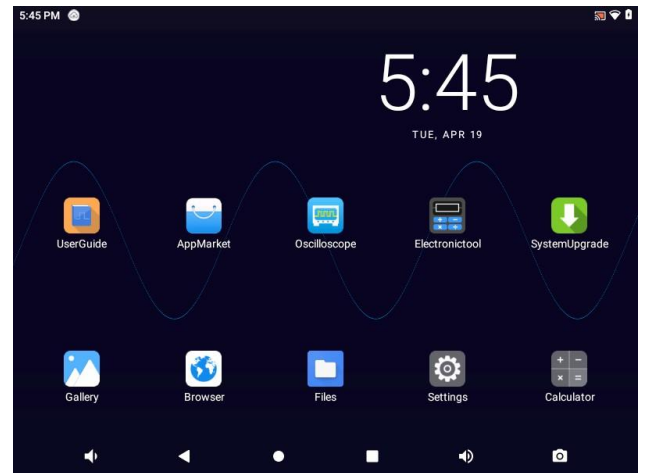 5:45 PM
5:45
TUE, APR 19
UserGuide AppMarket Oscilloscope Electronictool SystemUpgrade
Gallery Browser Files Settings Calculator